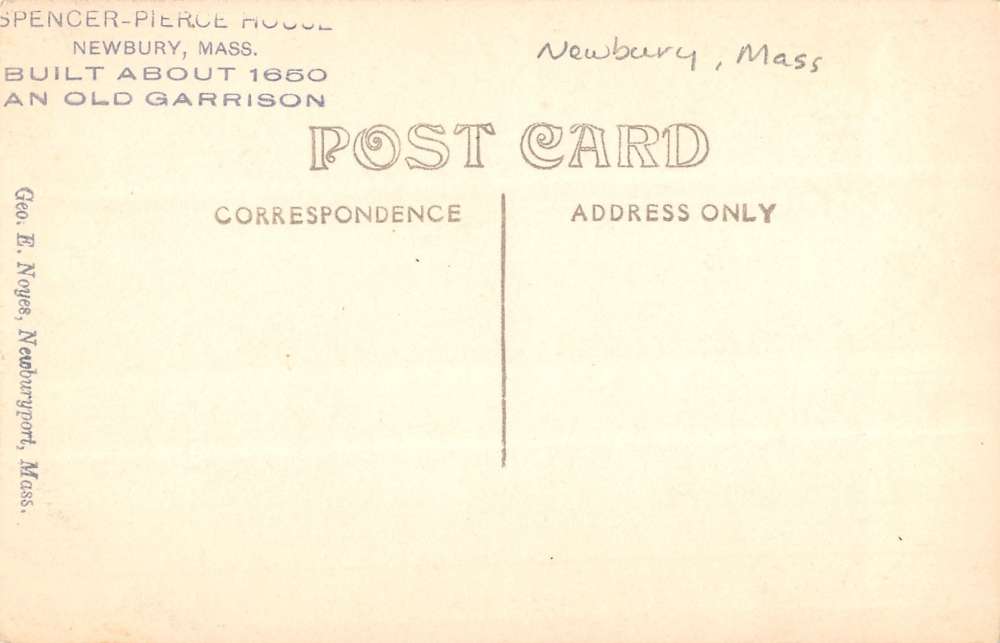 SPENCER-PIERCE HOUSE
NEWBURY, MASS.
BUILT ABOUT 1650
AN OLD GARRISON
Newbury, Mass
POST CARD
CORRESPONDENCE
ADDRESS ONLY
Geo. E. Noyes, Newburyport, Mass.